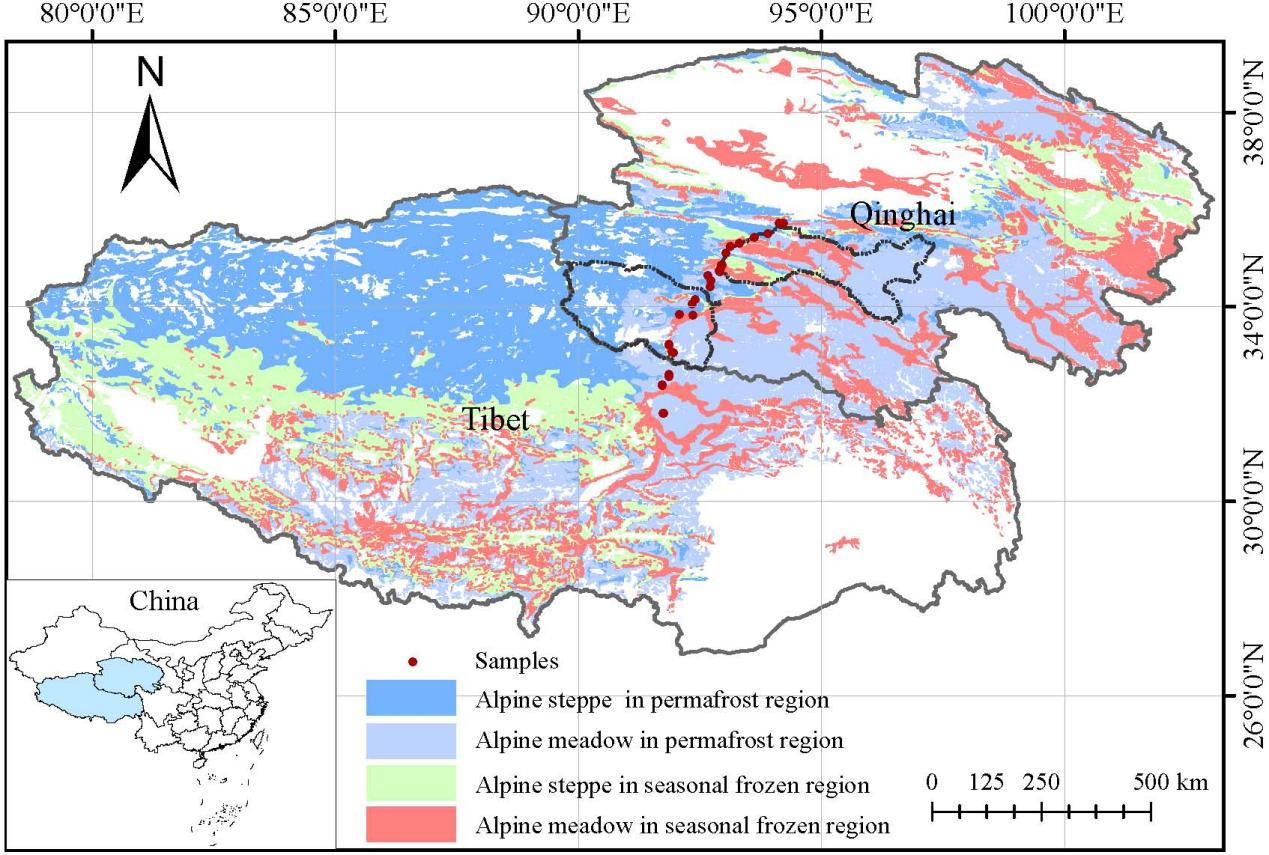 80°0'0"E 85°0'0"E 90°0'0"E 95°0'0"E 100°0'0"E
N
38°0'0"N
Qinghai
34°0'0"N
Tibet
30°0'0"N
China
Samples
Alpine steppe in permafrost region
26°0'0"N
Alpine meadow in permafrost region
Alpine steppe in seasonal frozen region
0 125 250 500 km
Alpine meadow in seasonal frozen region